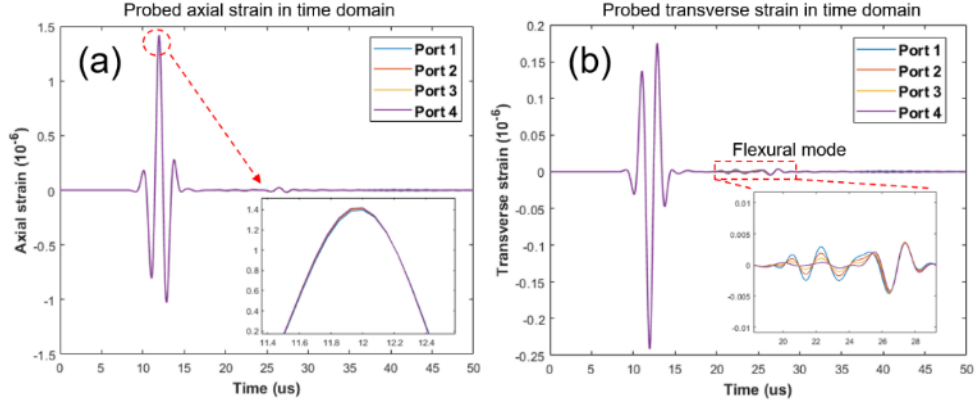 Probed axial strain in time domain
(a)
Port 1
Port 2
Port 3
Port 4
1.5
1
0.5
0
-0.5
-1
-1.5
Axial strain (10-6)
1.4
1.2
1
0.8
0.6
0.4
0.2
11.4 11.6 11.8 12 12.2 12.4
0 5 10 15 20 25 30 35 40 45 50
Time (us)
Probed transverse strain in time domain
(b)
Port 1
Port 2
Port 3
Port 4
Flexural mode
0.2
0.15
0.1
0.05
0
-0.05
-0.1
-0.15
-0.2
-0.25
Transverse strain (10-6)
0.01
0.005
0
-0.005
-0.01
20 22 24 26 28
0 5 10 15 20 25 30 35 40 45 50
Time (us)